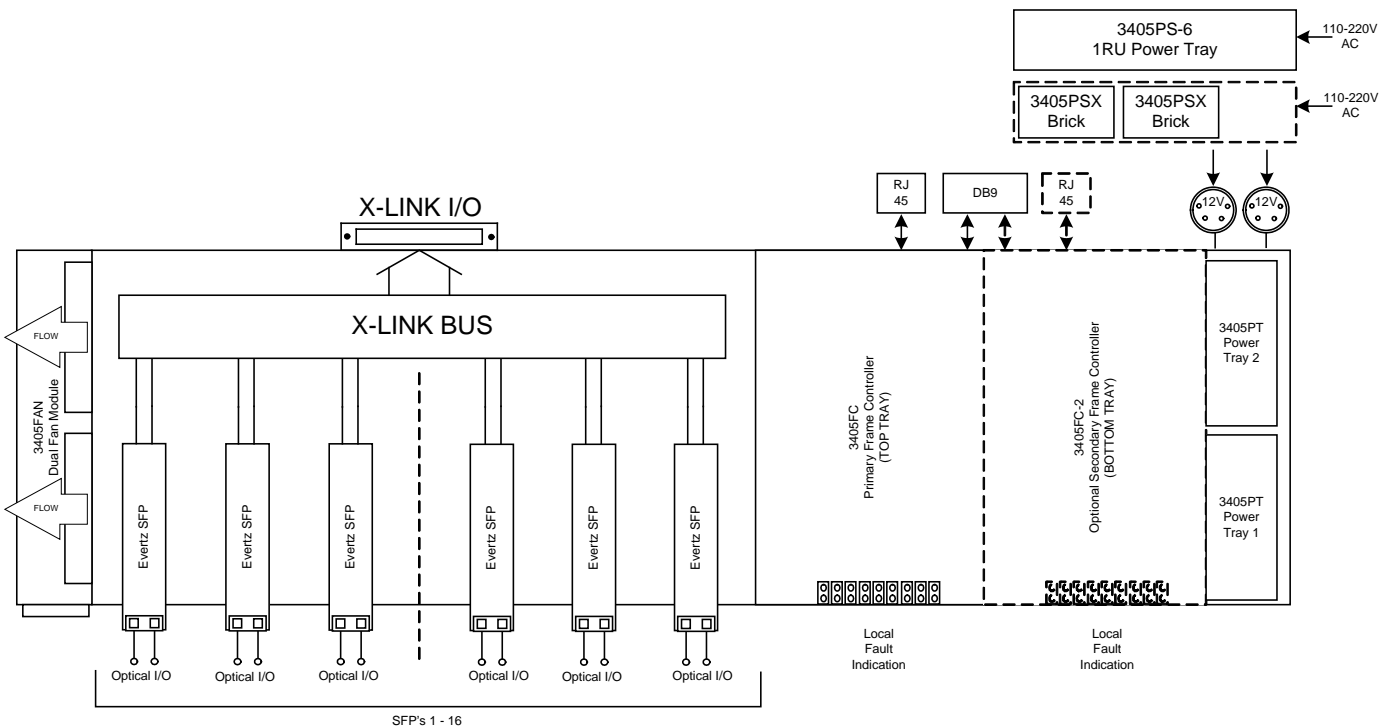 3405PS-6
1RU Power Tray
110-220V
AC
3405PSX
Brick
3405PSX
Brick
110-220V
AC
RJ
45
DB9
RJ
45
12V
12V
X-LINK I/O
X-LINK BUS
FLOW
FLOW
3405FAN
Dual Fan Module
Evertz SFP
Evertz SFP
Evertz SFP
Evertz SFP
Evertz SFP
Evertz SFP
3405FC
Primary Frame Controller
(TOP TRAY)
3405FC-2
Optional Secondary Frame Controller
(BOTTOM TRAY)
3405PT
Power
Tray 2
3405PT
Power
Tray 1
Optical I/O
Optical I/O
Optical I/O
Optical I/O
Optical I/O
Optical I/O
Local
Fault
Indication
Local
Fault
Indication
SFP's 1 - 16